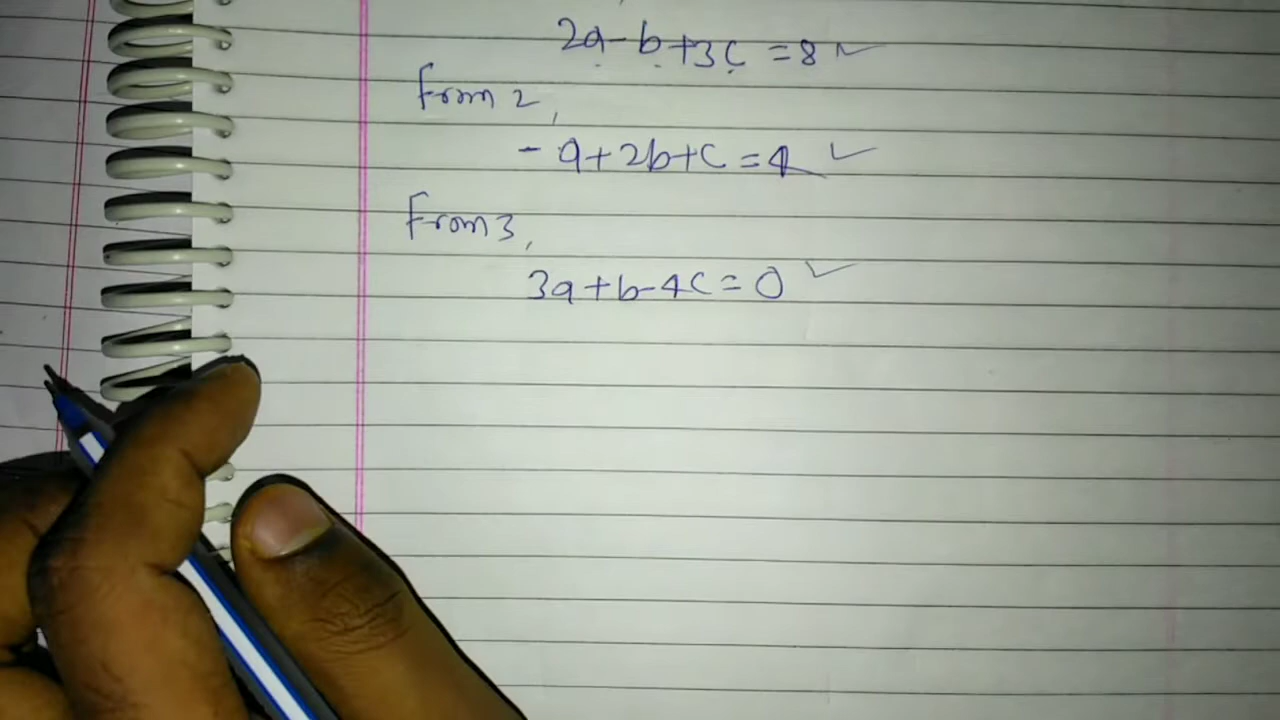 2a-b+3c=8 ✓
From 2,
-a+2b+c=4 ✓
From 3,
3a+b-4c=0 ✓